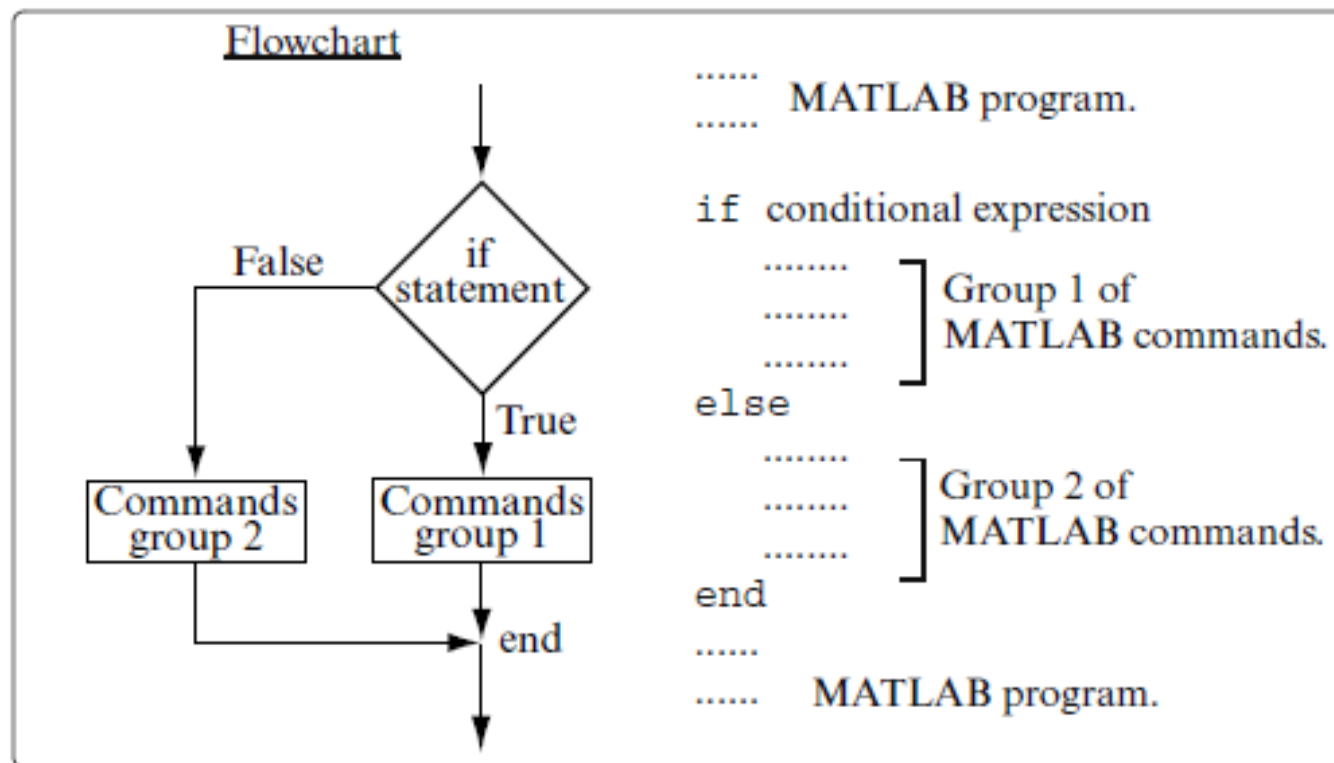 Flowchart
if
statement
False
True
Commands
group 2
Commands
group 1
end
......
MATLAB program.
......
if conditional expression
........
........
........
Group 1 of
MATLAB commands.
else
........
........
........
Group 2 of
MATLAB commands.
end
......
...... MATLAB program.